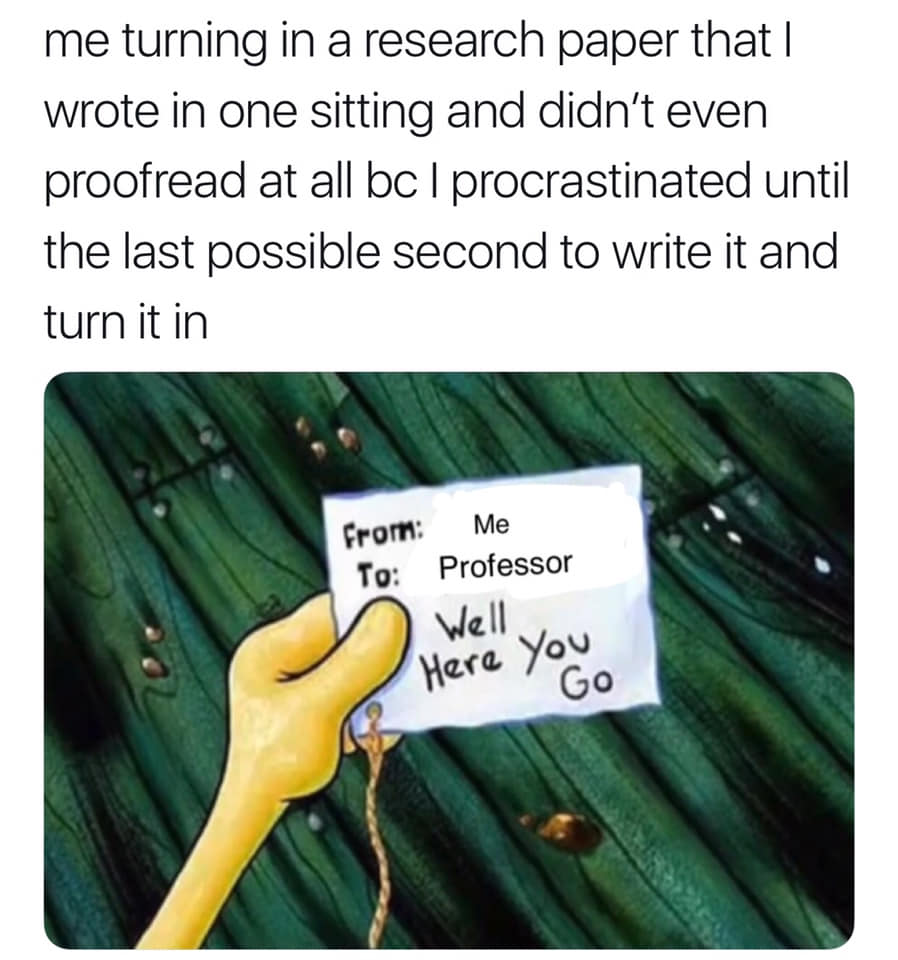 me turning in a research paper that I
wrote in one sitting and didn’t even
proofread at all bc I procrastinated until
the last possible second to write it and
turn it in
From: Me
To: Professor
Well
Here You
Go